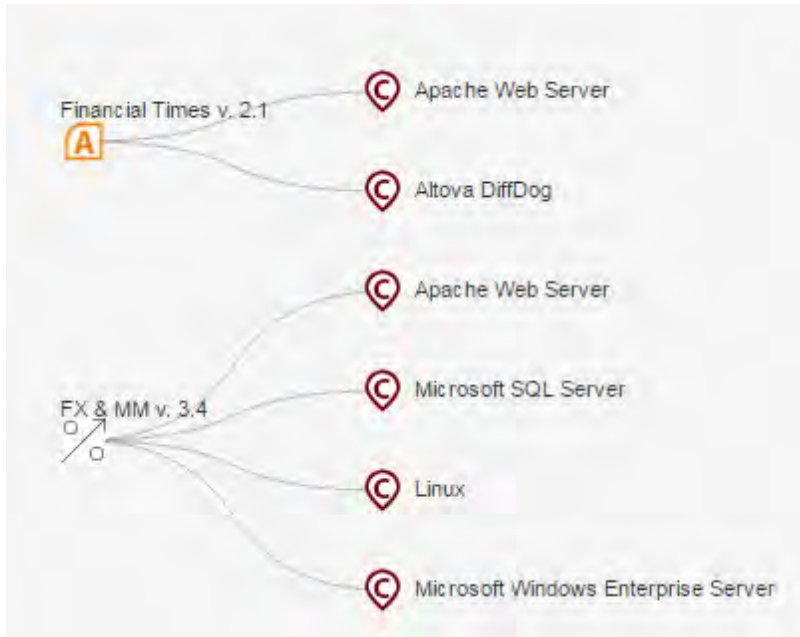 Apache Web Server
Financial Times v. 2.1
A
C
Altova DiffDog
C
Apache Web Server
C
Microsoft SQL Server
C
FX & MM v. 3.4
Linux
C
Microsoft Windows Enterprise Server
C
C